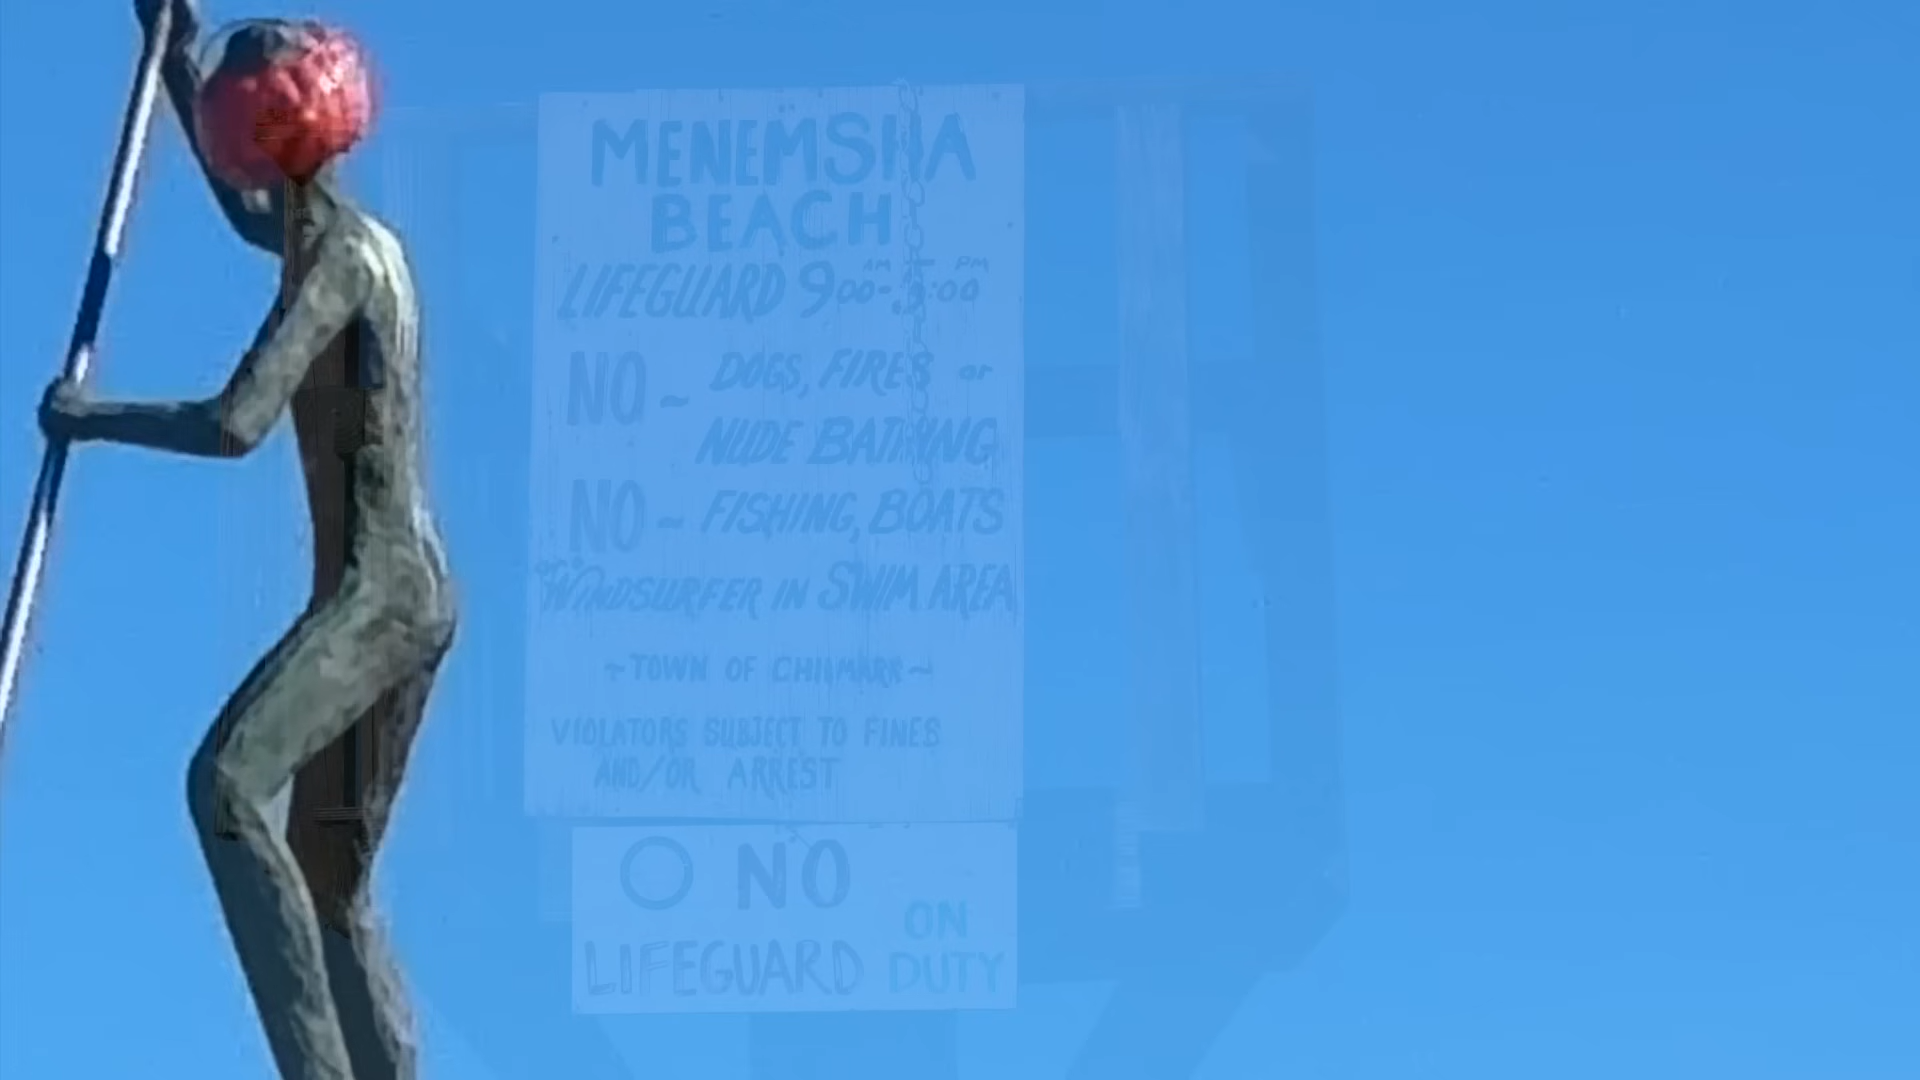 MENEMSHA
BEACH
LIFEGUARD 9:00 AM - 5:00 PM
NO ~ DOGS, FIRES or
NUDE BATHING
NO ~ FISHING, BOATS
or WINDSURFER IN SWIM AREA
~TOWN OF CHILMARK~
VIOLATORS SUBJECT TO FINES
AND/OR ARREST
NO
LIFEGUARD ON DUTY